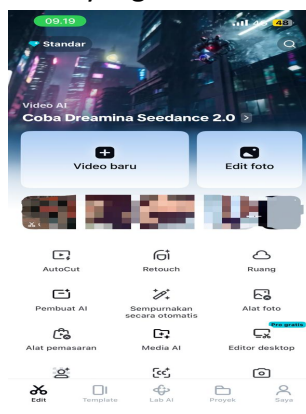 09.19
4G 48
Standar
Video AI
Coba Dreamina Seedance 2.0 >
Video baru
Edit foto
AutoCut
Retouch
Ruang
Pembuat AI
Sempurnakan
secara otomatis
Alat foto
Pro gratis
Alat pemasaran
Media AI
Editor desktop
Edit
Template
Lab AI
Proyek
Saya